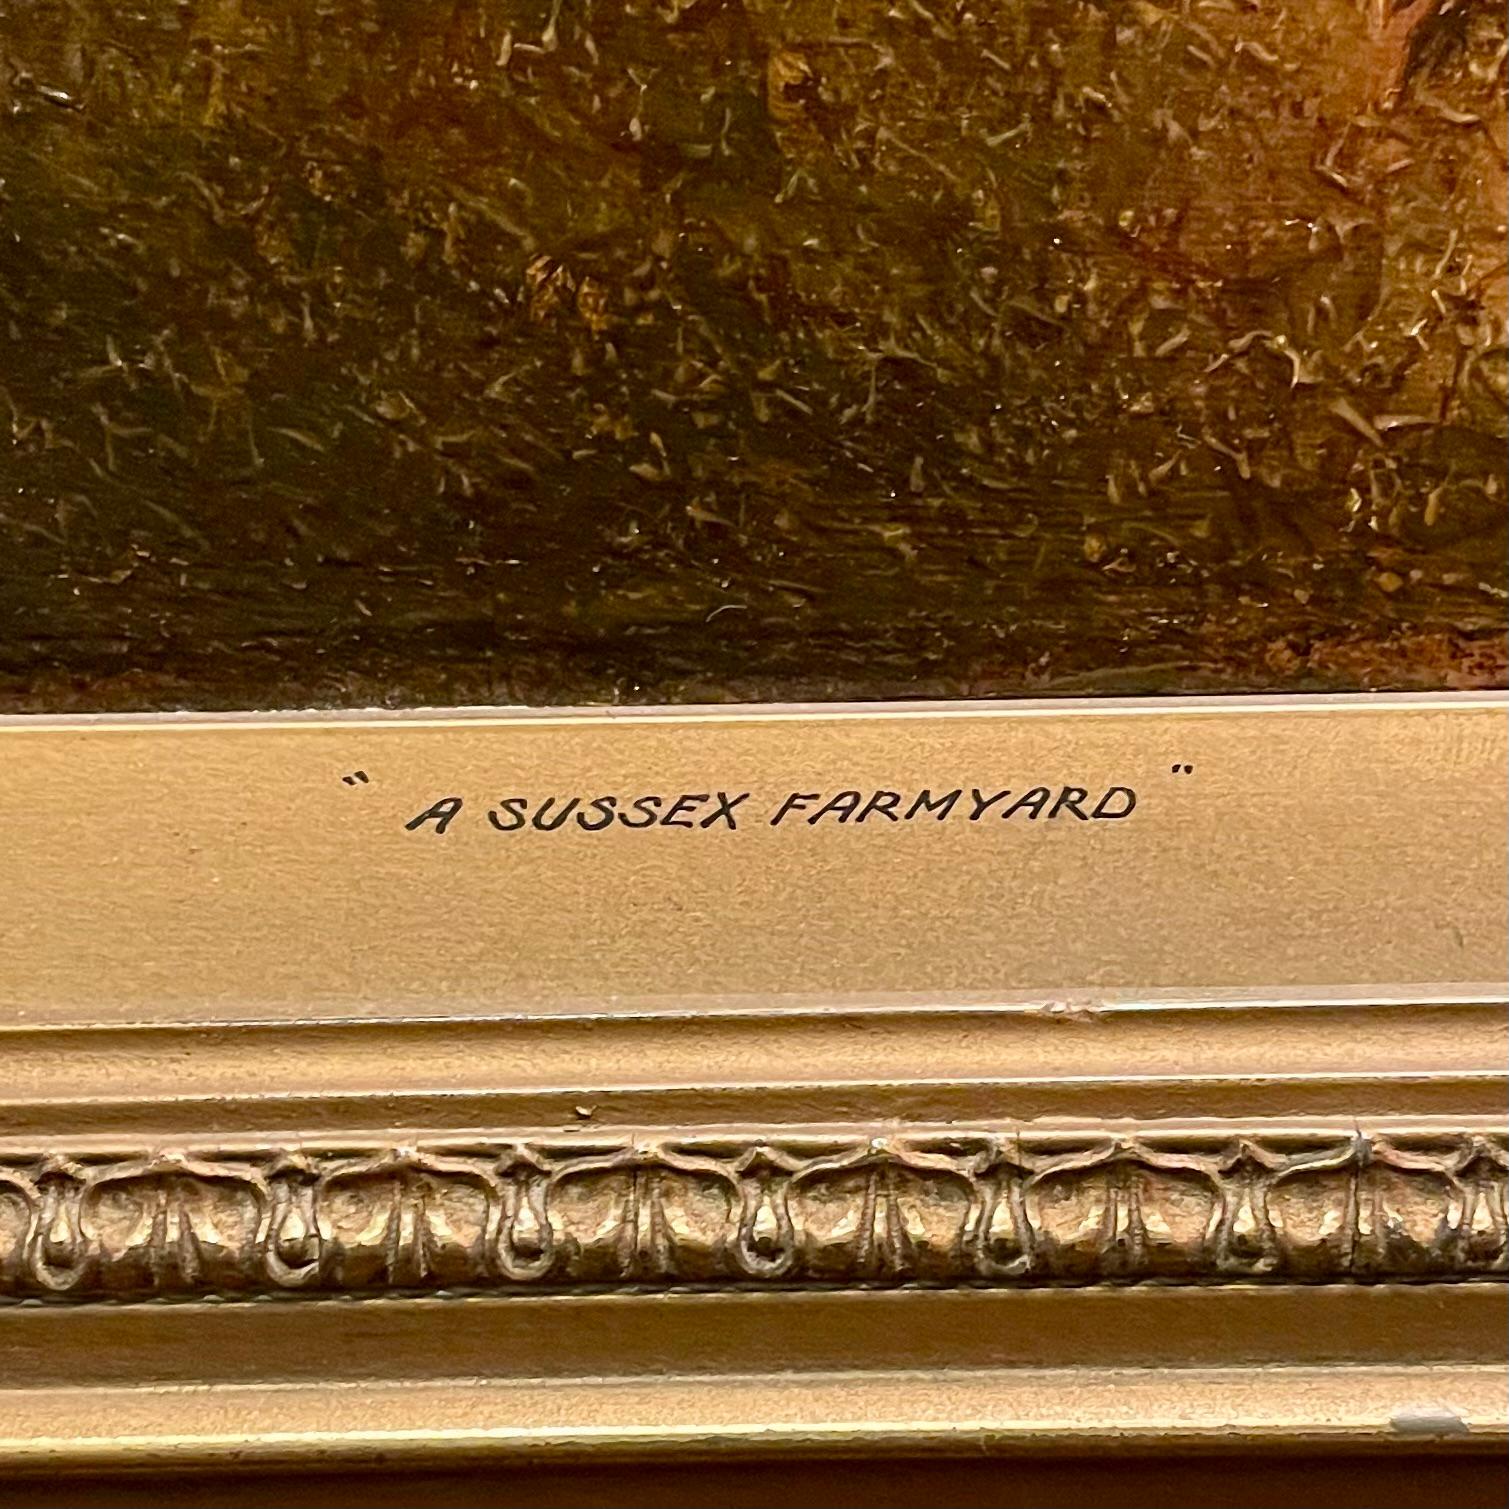 " A SUSSEX FARMYARD "